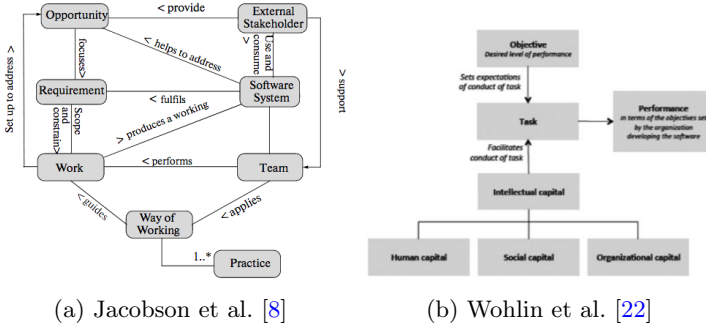 Opportunity
< provide
External
Stakeholder
Set up to address >
focuses>
< helps to address
Use and
consume
>
> support
Requirement
< fulfils
Software
System
Scope
and
constrain>
> produces a working
Work
< performs
Team
<guides
Way of
Working
< applies
1..*
Practice
(a) Jacobson et al. [8]
Objective
Desired level of performance
Sets expectations
of conduct of task
Task
Performance
in terms of the objectives set
by the organization
developing the software
Facilitates
conduct of task
Intellectual capital
Human capital
Social capital
Organizational capital
(b) Wohlin et al. [22]